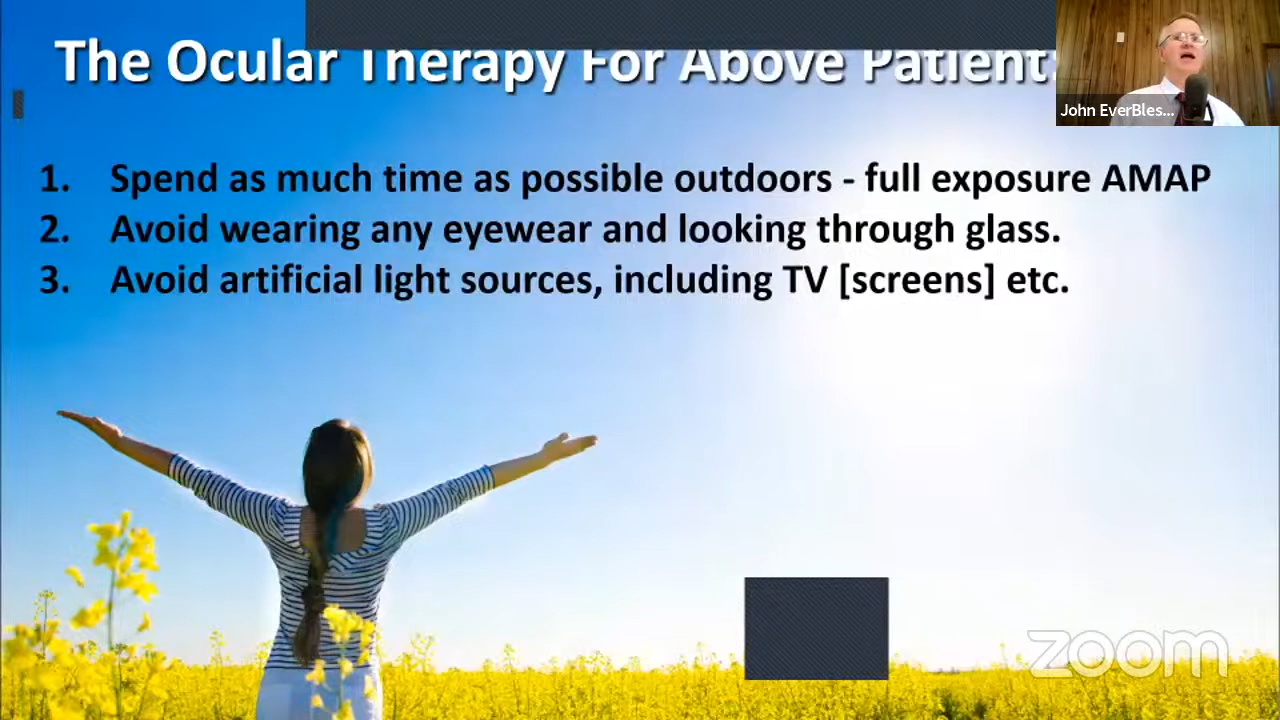 The Ocular Therapy For Above Patient:
John EverBles...
1. Spend as much time as possible outdoors - full exposure AMAP
2. Avoid wearing any eyewear and looking through glass.
3. Avoid artificial light sources, including TV [screens] etc.
zoom